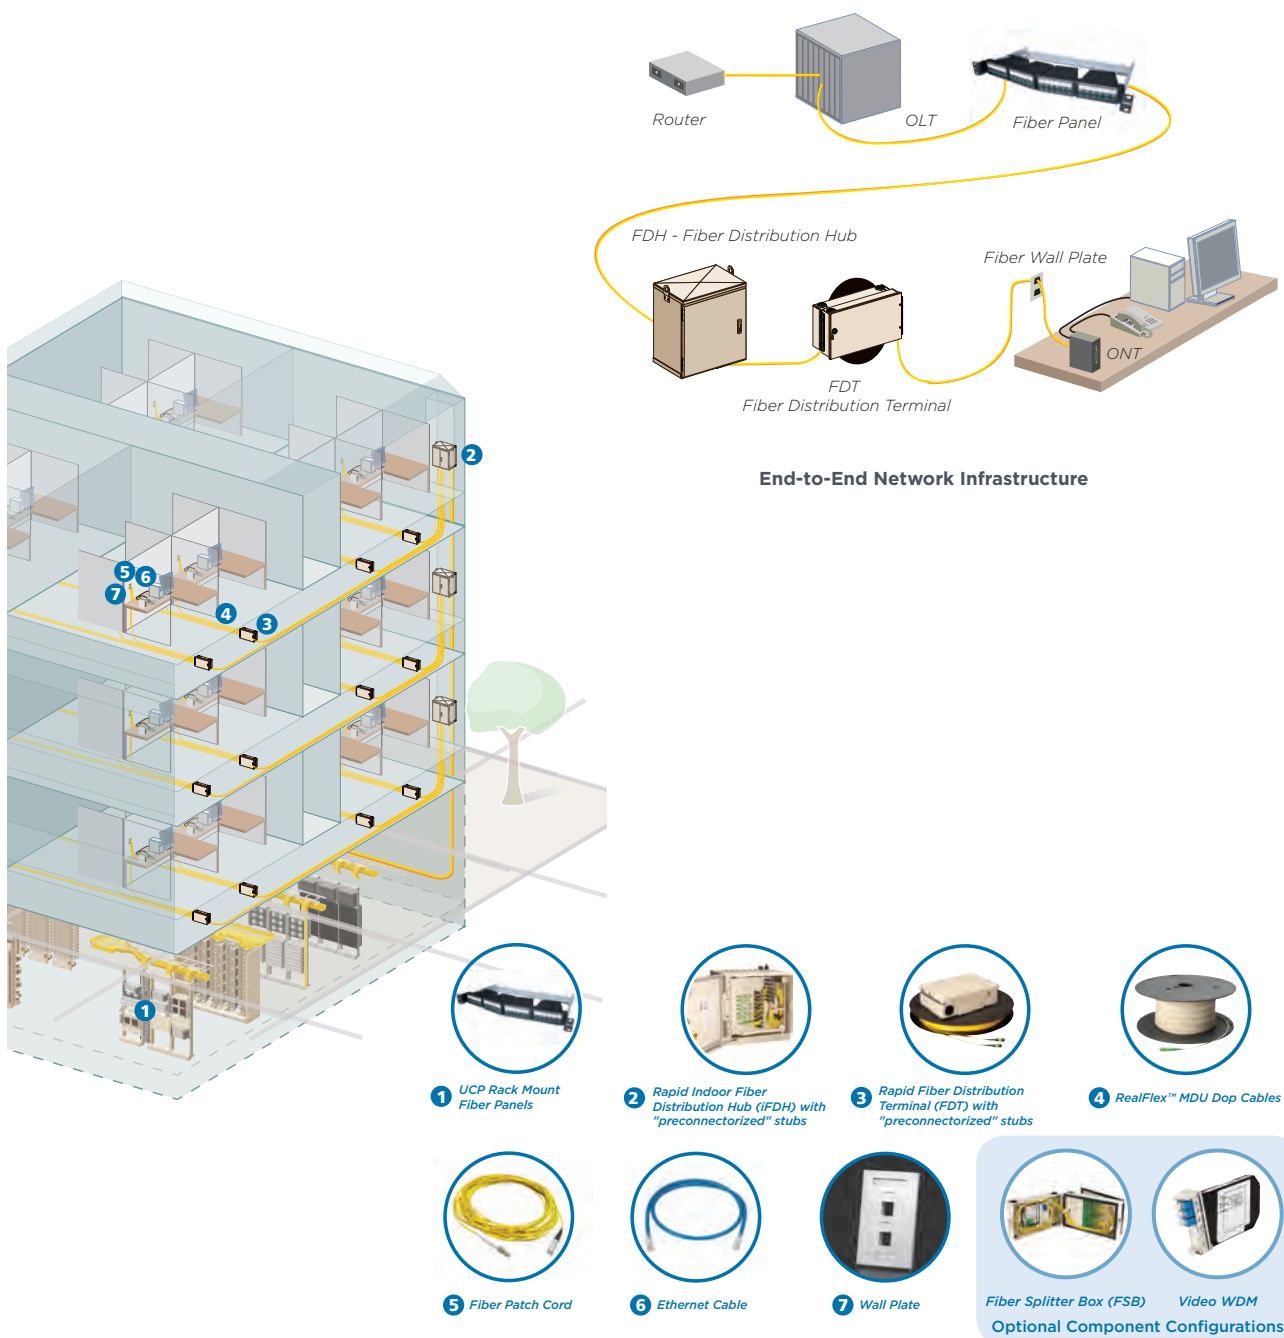 Router
OLT
Fiber Panel
FDH - Fiber Distribution Hub
Fiber Wall Plate
ONT
FDT
Fiber Distribution Terminal
End-to-End Network Infrastructure
2
5
6
7
4
3
1
1 UCP Rack Mount
Fiber Panels
2 Rapid Indoor Fiber
Distribution Hub (iFDH) with
"preconnectorized" stubs
3 Rapid Fiber Distribution
Terminal (FDT) with
"preconnectorized" stubs
4 RealFlex™ MDU Dop Cables
5 Fiber Patch Cord
6 Ethernet Cable
7 Wall Plate
Fiber Splitter Box (FSB)
Video WDM
Optional Component Configurations